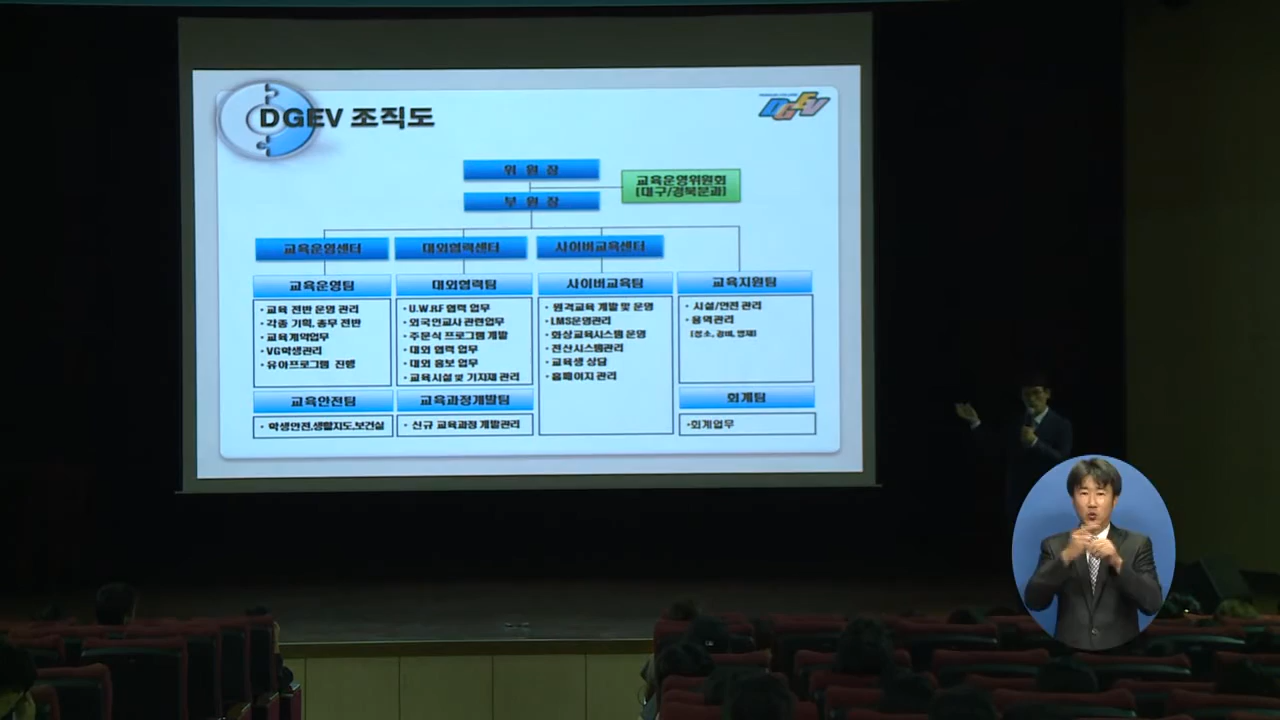 DGEV 조직도
DGEV
위 원 장
교육운영위원회
[대구/경북분과]
부 원 장
교육운영센터
대외협력센터
사이버교육센터
교육운영팀
• 교육 전반 운영 관리
• 각종 기획, 총무 전반
• 교육계약업무
• VG학생관리
• 유아프로그램 진행
교육안전팀
• 학생안전,생활지도,보건실
대외협력팀
• U.W.R.F 협력 업무
• 외국인교사 관련업무
• 주문식 프로그램 개발
• 대외 협력 업무
• 대외 홍보 업무
• 교육시설 및 기자재 관리
교육과정개발팀
• 신규 교육과정 개발관리
사이버교육팀
• 원격교육 개발 및 운영
• LMS운영관리
• 화상교육시스템 운영
• 전산시스템관리
• 교육생 상담
• 홈페이지 관리
교육지원팀
• 시설/안전 관리
• 용역관리
회계팀
•회계업무